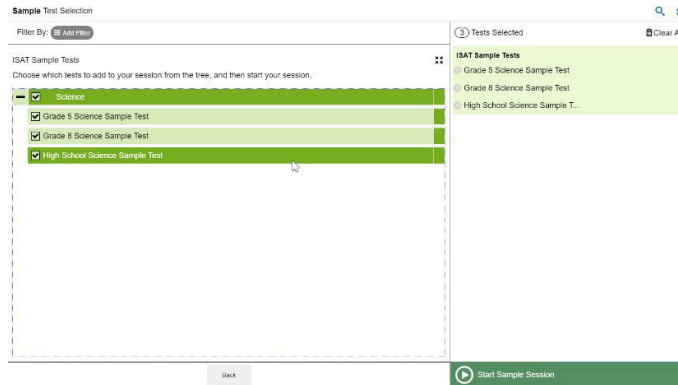 Sample Test Selection
Filter By: Add Filter
ISAT Sample Tests
Choose which tests to add to your session from the tree, and then start your session.
Science
Grade 5 Science Sample Test
Grade 8 Science Sample Test
High School Science Sample Test
Back
3 Tests Selected
Clear A
ISAT Sample Tests
Grade 5 Science Sample Test
Grade 8 Science Sample Test
High School Science Sample T...
Start Sample Session